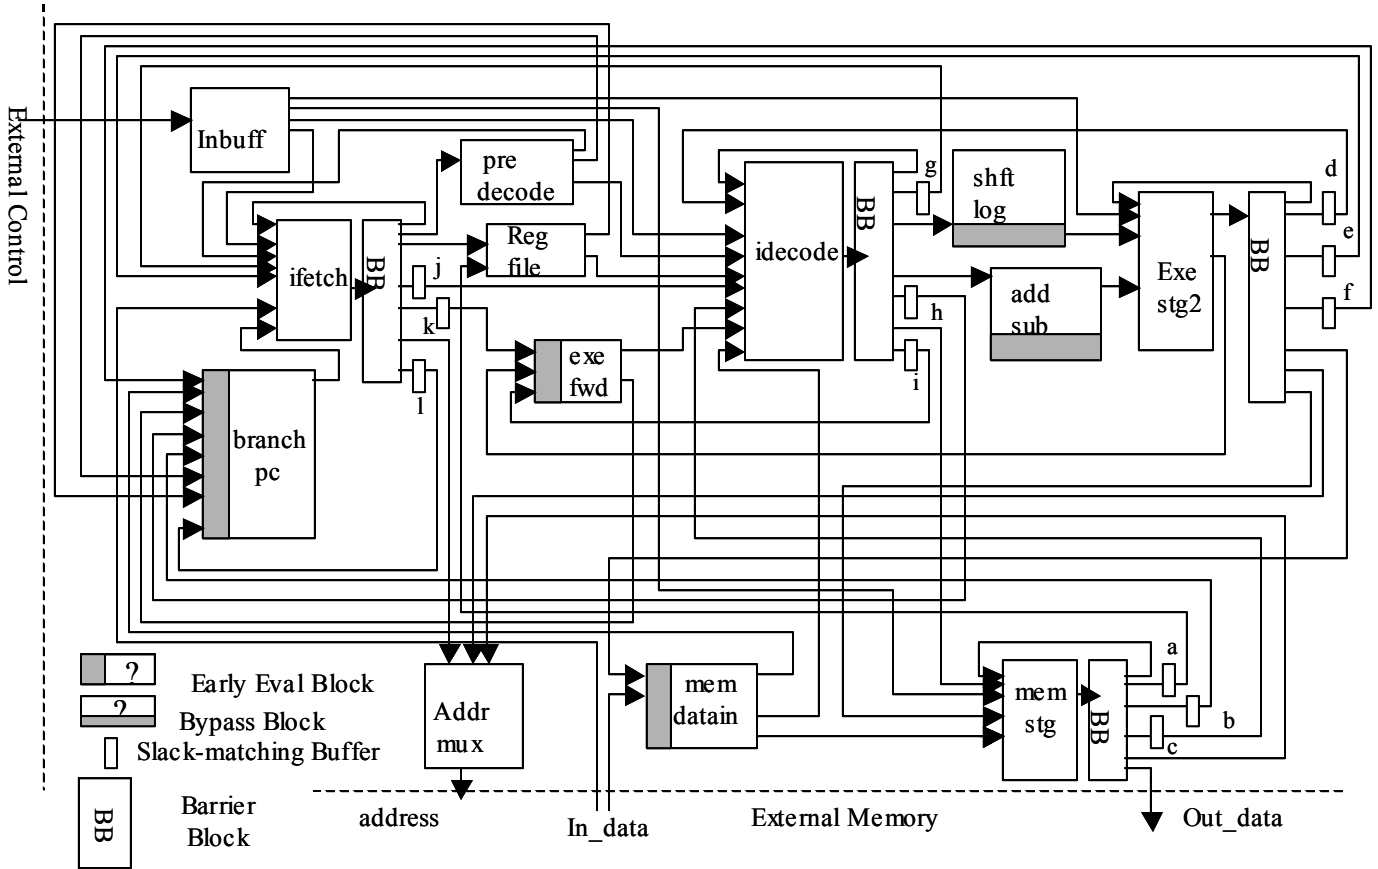 External Control
Inbuff
pre
decode
Reg
file
ifetch
BB
j
k
l
branch
pc
exe
fwd
idecode
BB
g
h
i
shft
log
add
sub
Exe
stg2
BB
d
e
f
?
Early Eval Block
?
Bypass Block
Slack-matching Buffer
BB
Barrier
Block
Addr
mux
address
mem
datain
In_data
External Memory
mem
stg
BB
a
b
c
Out_data